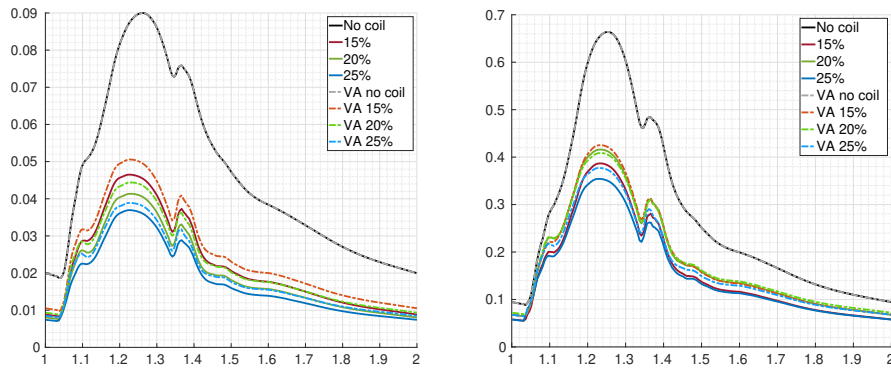 0.09
0.08
0.07
0.06
0.05
0.04
0.03
0.02
0.01
0
1 1.1 1.2 1.3 1.4 1.5 1.6 1.7 1.8 1.9 2
No coil
15%
20%
25%
VA no coil
VA 15%
VA 20%
VA 25%
0.7
0.6
0.5
0.4
0.3
0.2
0.1
0
1 1.1 1.2 1.3 1.4 1.5 1.6 1.7 1.8 1.9 2
No coil
15%
20%
25%
VA no coil
VA 15%
VA 20%
VA 25%